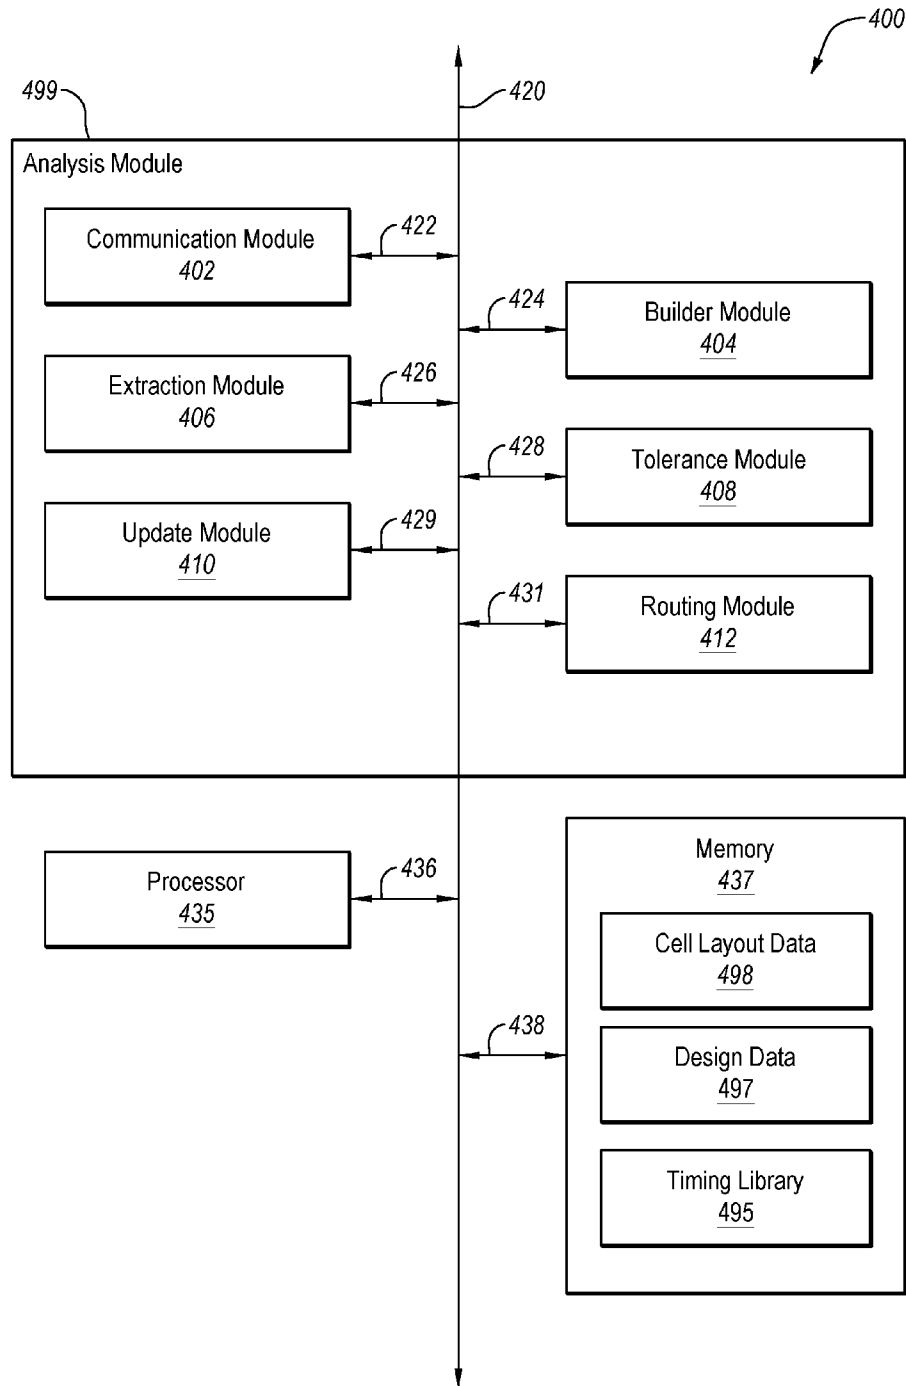 400
499
420
Analysis Module
Communication Module
402
422
424
Builder Module
404
Extraction Module
406
426
428
Tolerance Module
408
Update Module
410
429
431
Routing Module
412
Processor
435
436
Memory
437
Cell Layout Data
498
438
Design Data
497
Timing Library
495